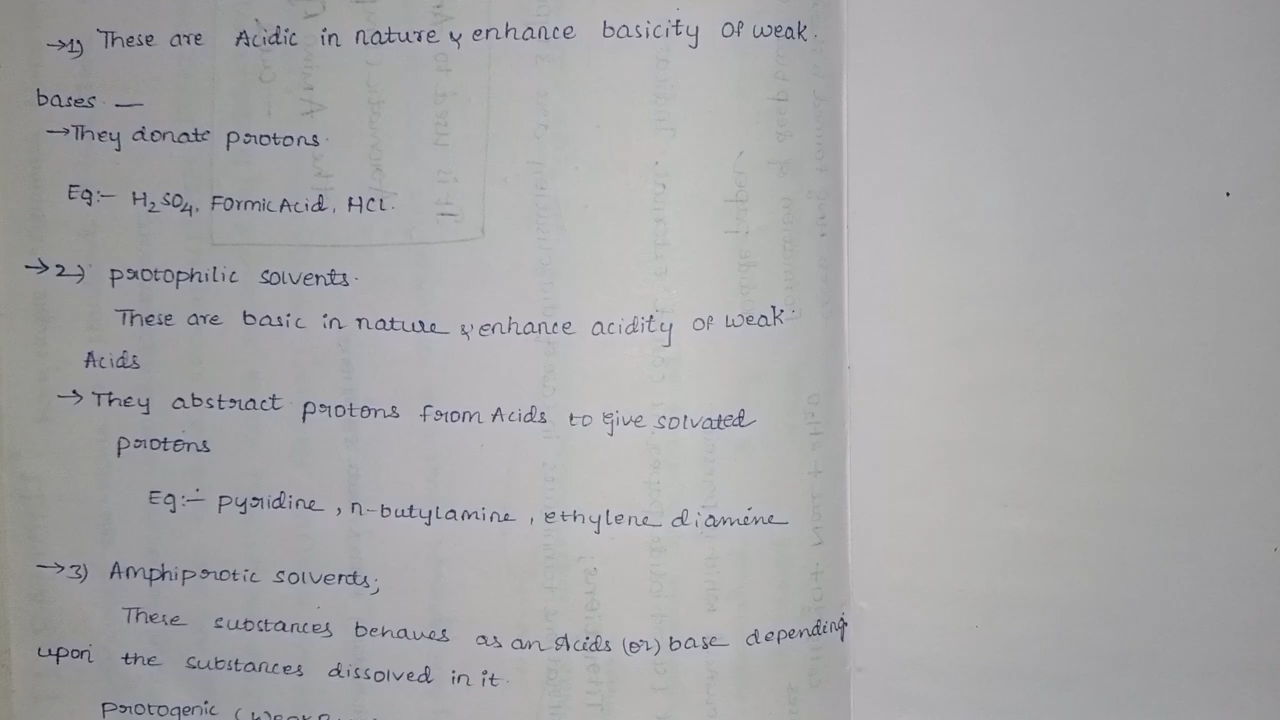 →1) These are Acidic in nature & enhance basicity of weak.
bases. —
→They donate protons.
Eg:- H₂SO₄, Formic Acid, HCl.
→2) protophilic solvents.
These are basic in nature & enhance acidity of weak.
Acids
→ They abstract protons from Acids to give solvated
protons
Eg:- pyridine, n-butylamine, ethylene diamine
→3) Amphiprotic solvents;
These substances behaves as an Acids (or) base depending
upon the substances dissolved in it.
protogenic